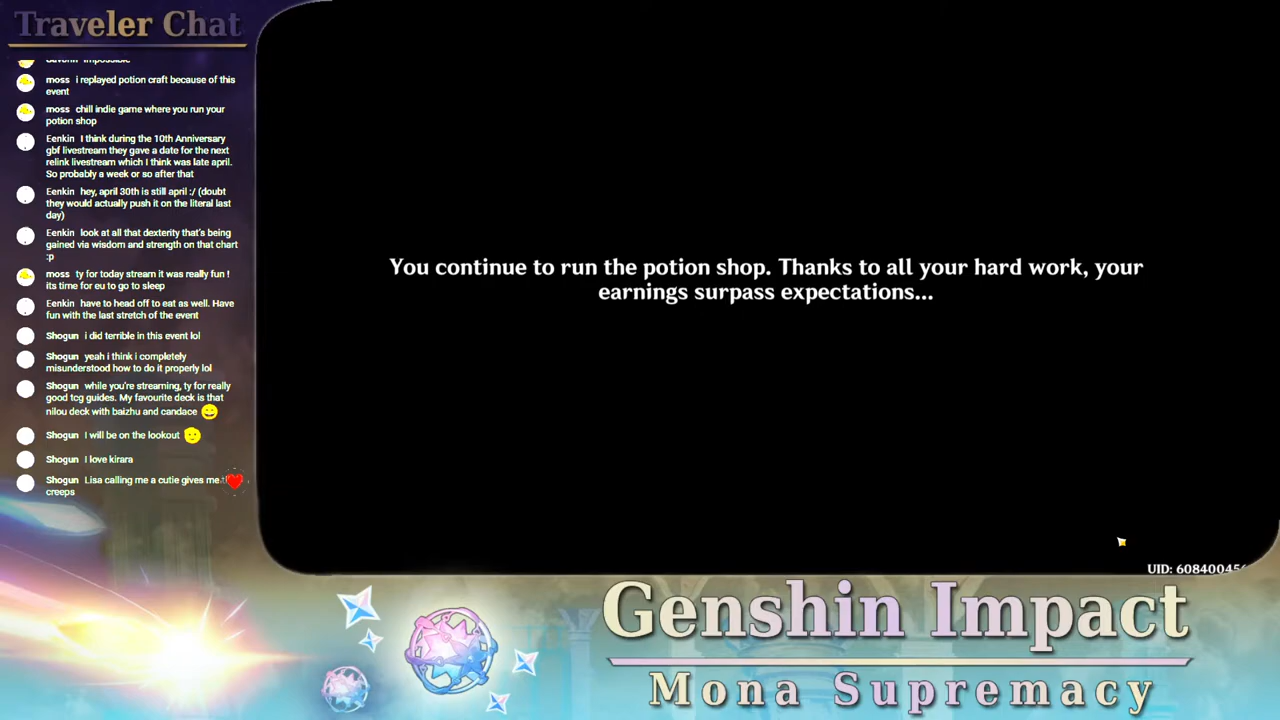 Traveler Chat
moss i replayed potion craft because of this
event
moss chill indie game where you run your
potion shop
Eenkin I think during the 10th Anniversary
gbf livestream they gave a date for the next
relink livestream which I think was late april.
So probably a week or so after that
Eenkin hey, april 30th is still april :/ (doubt
they would actually push it on the literal last
day)
Eenkin look at all that dexterity that's being
gained via wisdom and strength on that chart
:p
moss ty for today stream it was really fun !
its time for eu to go to sleep
Eenkin have to head off to eat as well. Have
fun with the last stretch of the event
Shogun i did terrible in this event lol
Shogun yeah i think i completely
misunderstood how to do it properly lol
Shogun while you're streaming, ty for really
good tcg guides. My favourite deck is that
nilou deck with baizhu and candace
Shogun I will be on the lookout
Shogun I love kirara
Shogun Lisa calling me a cutie gives me
creeps
You continue to run the potion shop. Thanks to all your hard work, your
earnings surpass expectations...
UID: 60840045
Genshin Impact
Mona Supremacy